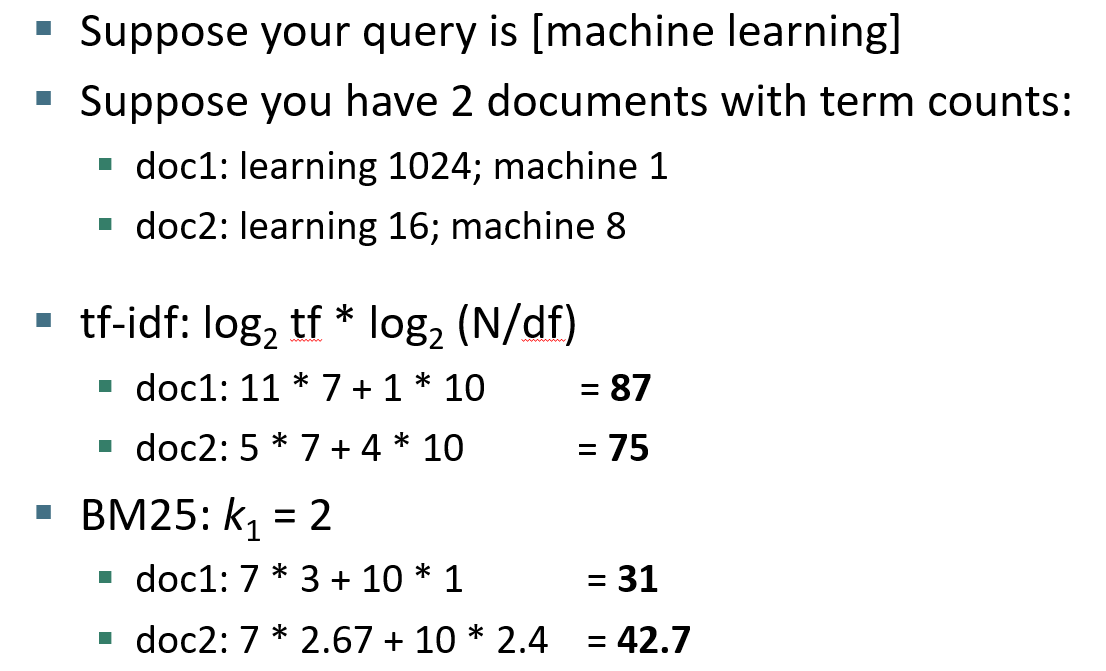 Suppose your query is [machine learning]
Suppose you have 2 documents with term counts:
doc1: learning 1024; machine 1
doc2: learning 16; machine 8
tf-idf: log₂ tf * log₂ (N/df)
doc1: 11 * 7 + 1 * 10 = 87
doc2: 5 * 7 + 4 * 10 = 75
BM25: k₁ = 2
doc1: 7 * 3 + 10 * 1 = 31
doc2: 7 * 2.67 + 10 * 2.4 = 42.7